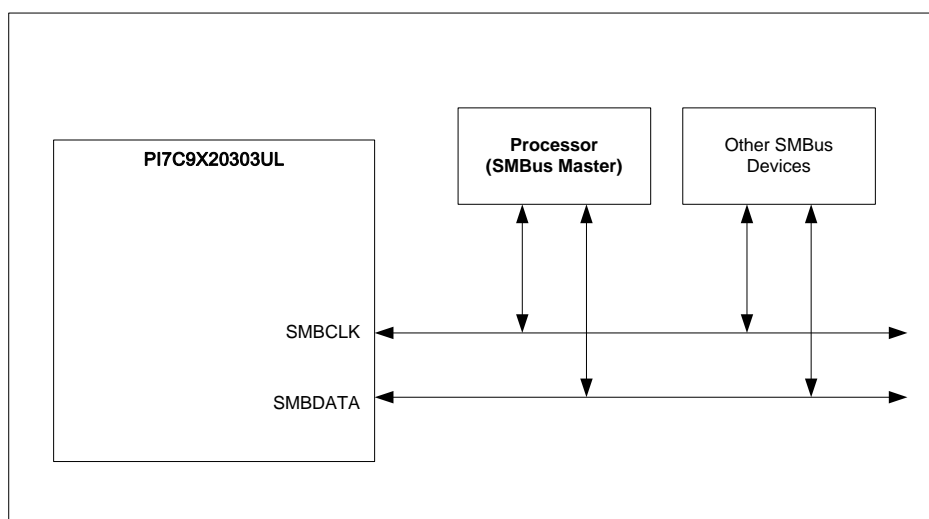 PI7C9X20303UL
Processor
(SMBus Master)
Other SMBus
Devices
SMBCLK
SMBDATA